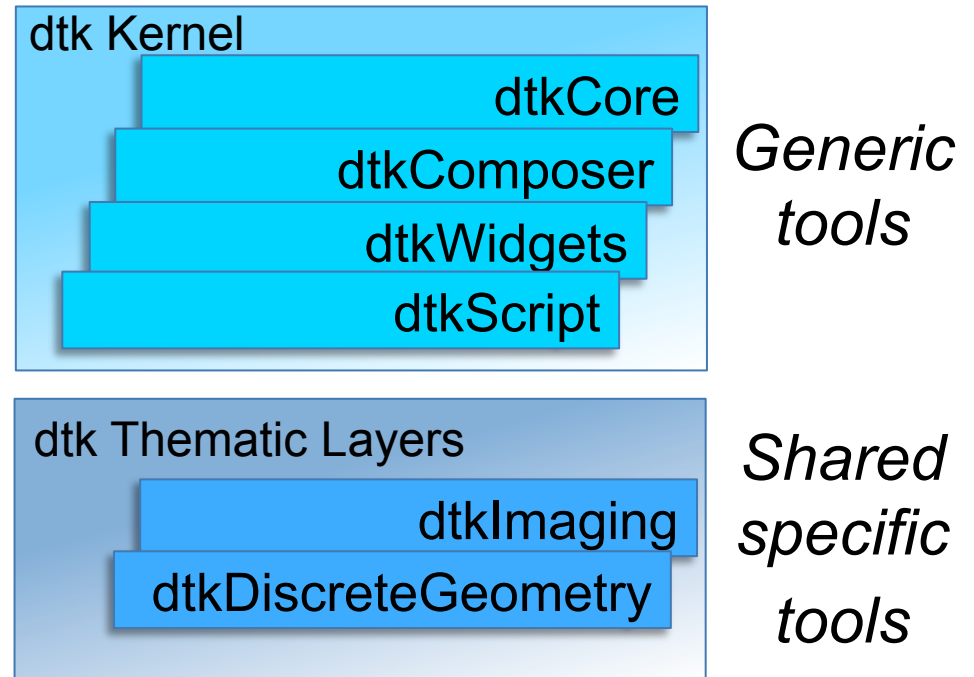 dtk Kernel
dtkCore
dtkComposer
dtkWidgets
dtkScript
Generic
tools
dtk Thematic Layers
dtkImaging
dtkDiscreteGeometry
Shared
specific
tools